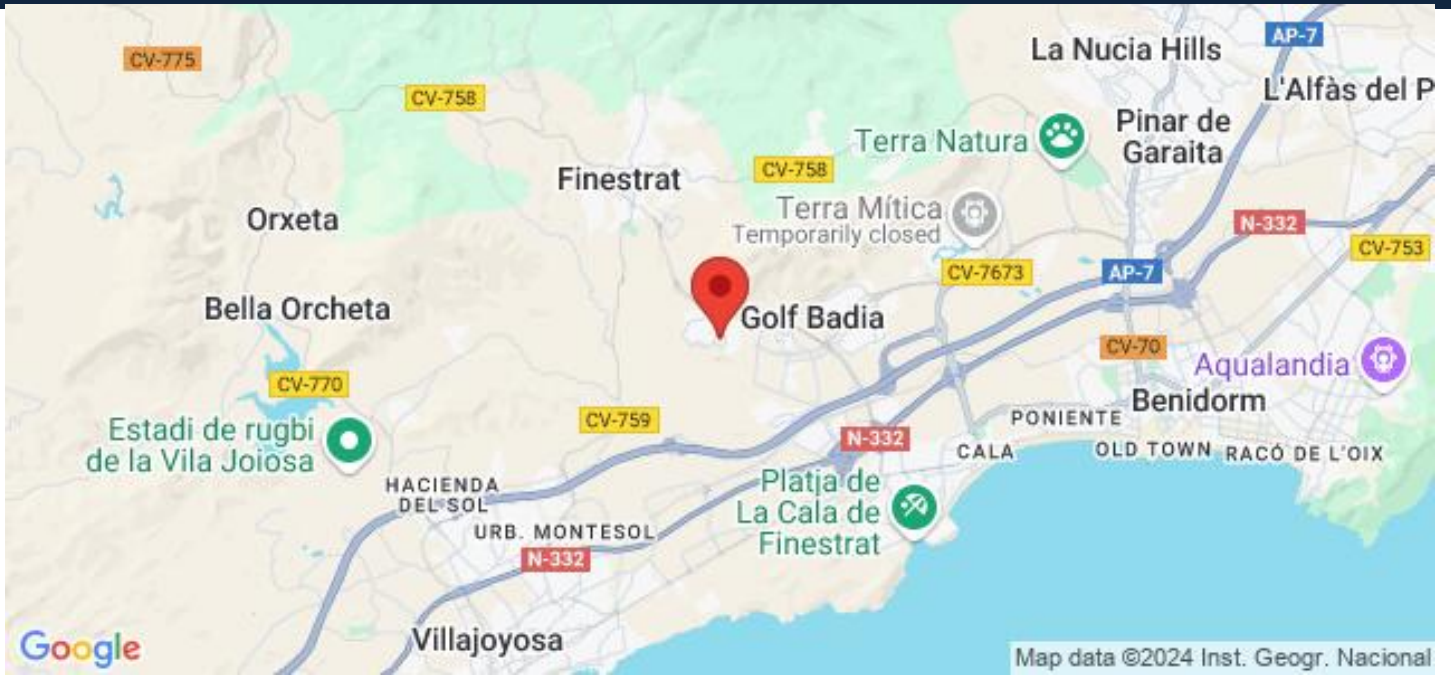 AP-7
La Nucia Hills
CV-775
L'Alfàs del P
CV-758
Terra Natura
Pinar de
Garaita
Finestrat
CV-758
Terra Mítica
Temporarily closed
Orxeta
N-332
CV-753
CV-7673
AP-7
Bella Orcheta
Golf Badia
CV-70
Aqualandia
CV-770
Benidorm
CV-759
PONIENTE
Estadi de rugbi
de la Vila Joiosa
N-332
CALA
OLD TOWN
RACÓ DE L'OIX
HACIENDA
DEL SOL
Platja de
La Cala de
Finestrat
URB. MONTESOL
N-332
Villajoyosa
Google
Map data ©2024 Inst. Geogr. Nacional